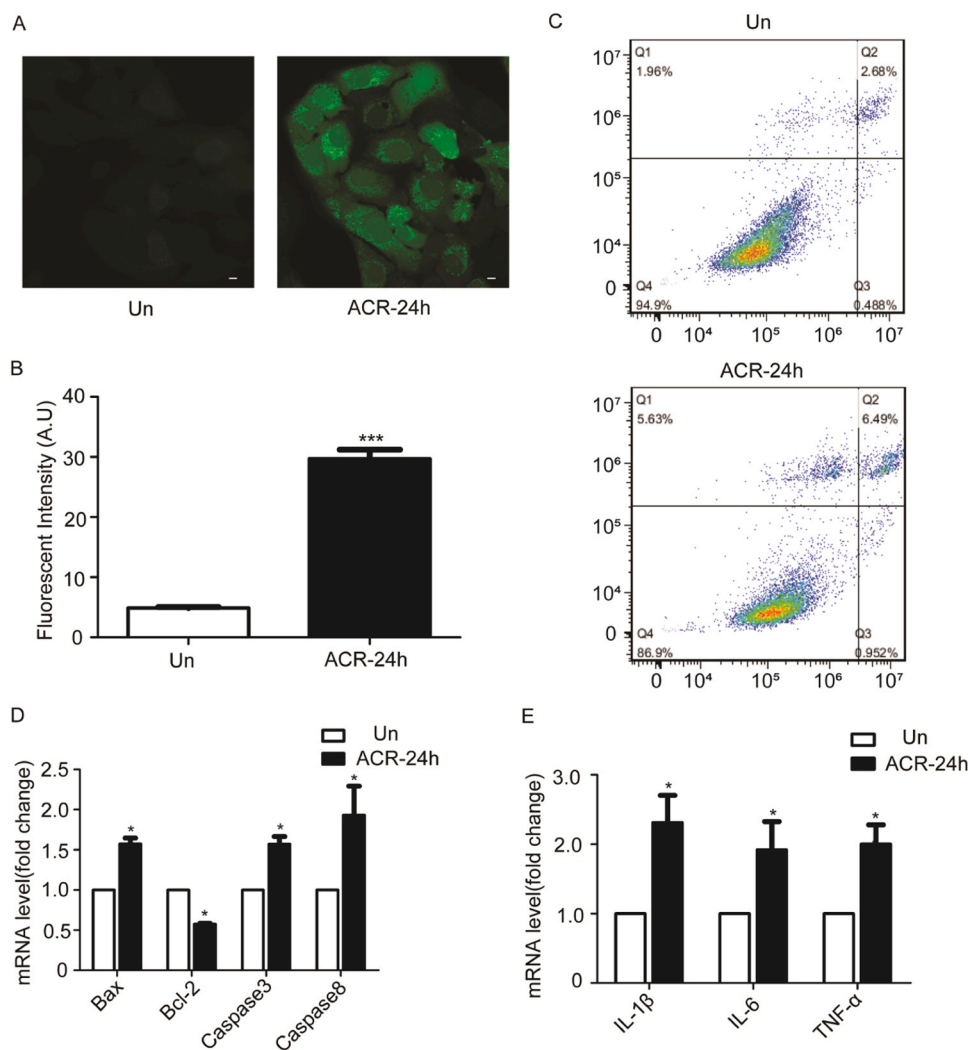 A
Un
ACR-24h
B
Fluorescent Intensity (A.U)
40
30
20
10
0
***
Un
ACR-24h
C
Un
Q1
1.96%
Q2
2.68%
Q4
94.9%
Q3
0.488%
10⁷
10⁶
10⁵
10⁴
0
0 10⁴ 10⁵ 10⁶ 10⁷
ACR-24h
Q1
5.63%
Q2
6.49%
Q4
86.9%
Q3
0.952%
10⁷
10⁶
10⁵
10⁴
0
0 10⁴ 10⁵ 10⁶ 10⁷
D
Un
ACR-24h
mRNA level(fold change)
2.5
2.0
1.5
1.0
0.5
0
* * * *
Bax Bcl-2 Caspase3 Caspase8
E
Un
ACR-24h
mRNA level(fold change)
3.0
2.0
1.0
0.0
* * *
IL-1β IL-6 TNF-α